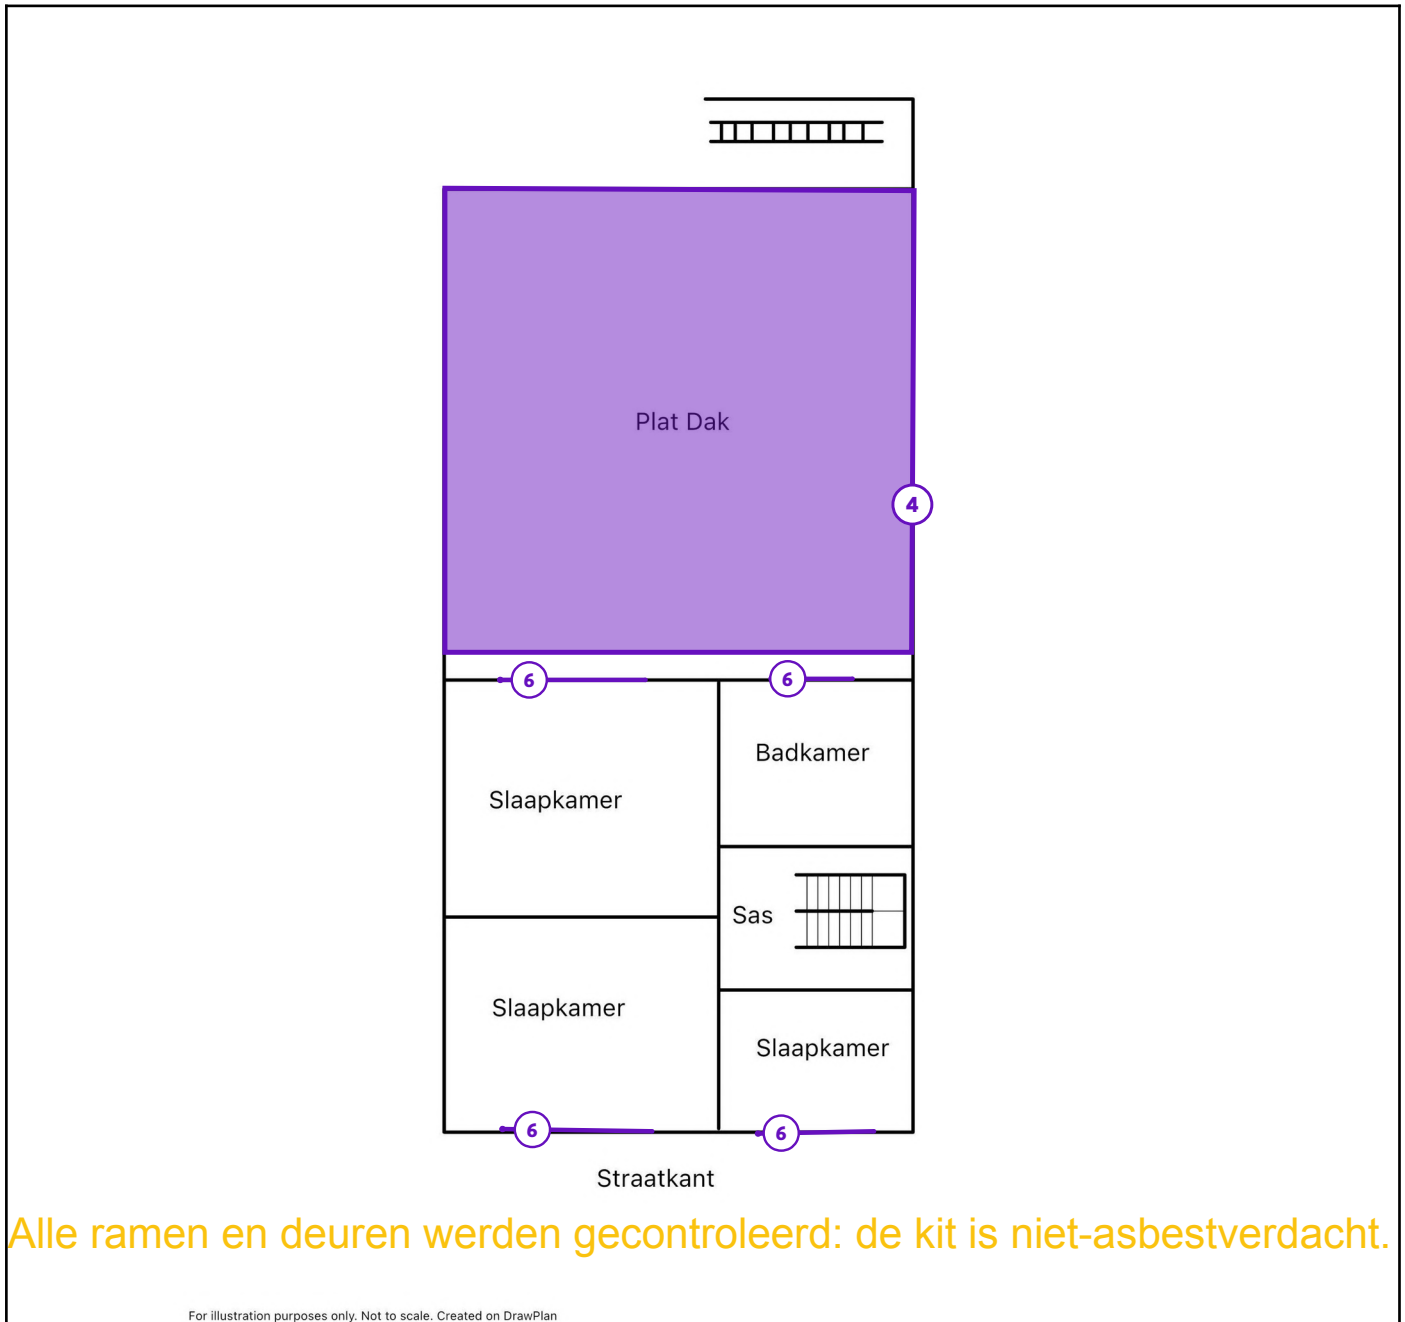 Plat Dak
4
6 6
Badkamer
Slaapkamer
Sas
Slaapkamer
Slaapkamer
6 6
Straatkant
Alle ramen en deuren werden gecontroleerd: de kit is niet-asbestverdacht.
For illustration purposes only. Not to scale. Created on DrawPlan